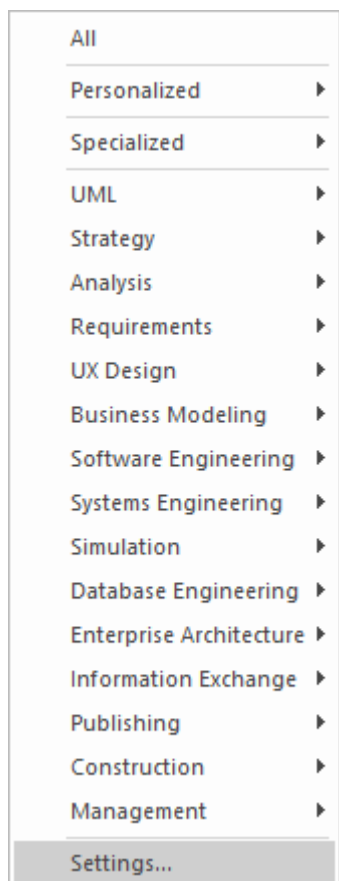 All
Personalized
Specialized
UML
Strategy
Analysis
Requirements
UX Design
Business Modeling
Software Engineering
Systems Engineering
Simulation
Database Engineering
Enterprise Architecture
Information Exchange
Publishing
Construction
Management
Settings...